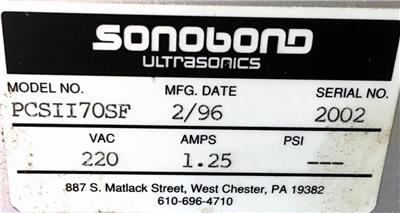 SONOBOND
ULTRASONICS
MODEL NO. MFG. DATE SERIAL NO.
PCSII70SF 2/96 2002
VAC AMPS PSI
220 1.25 ---
887 S. Matlack Street, West Chester, PA 19382
610-696-4710